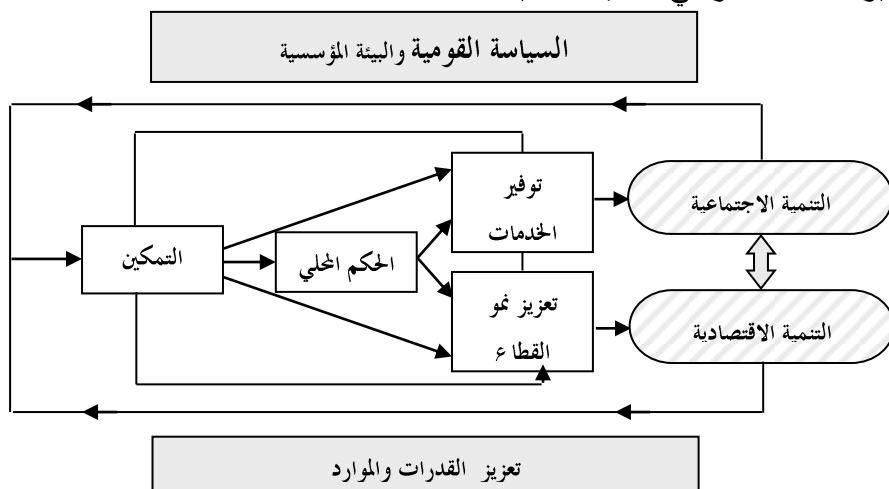 السياسة القومية والبيئة المؤسسية
توفير
الخدمات
التنمية الاجتماعية
التمكين
الحكم المحلي
تعزيز نمو
القطاع
التنمية الاقتصادية
تعزيز القدرات والموارد